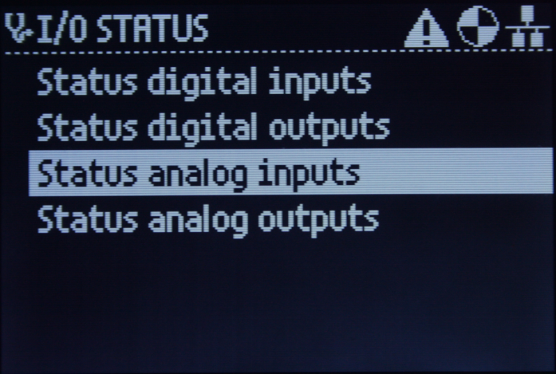 I/O STATUS
Status digital inputs
Status digital outputs
Status analog inputs
Status analog outputs